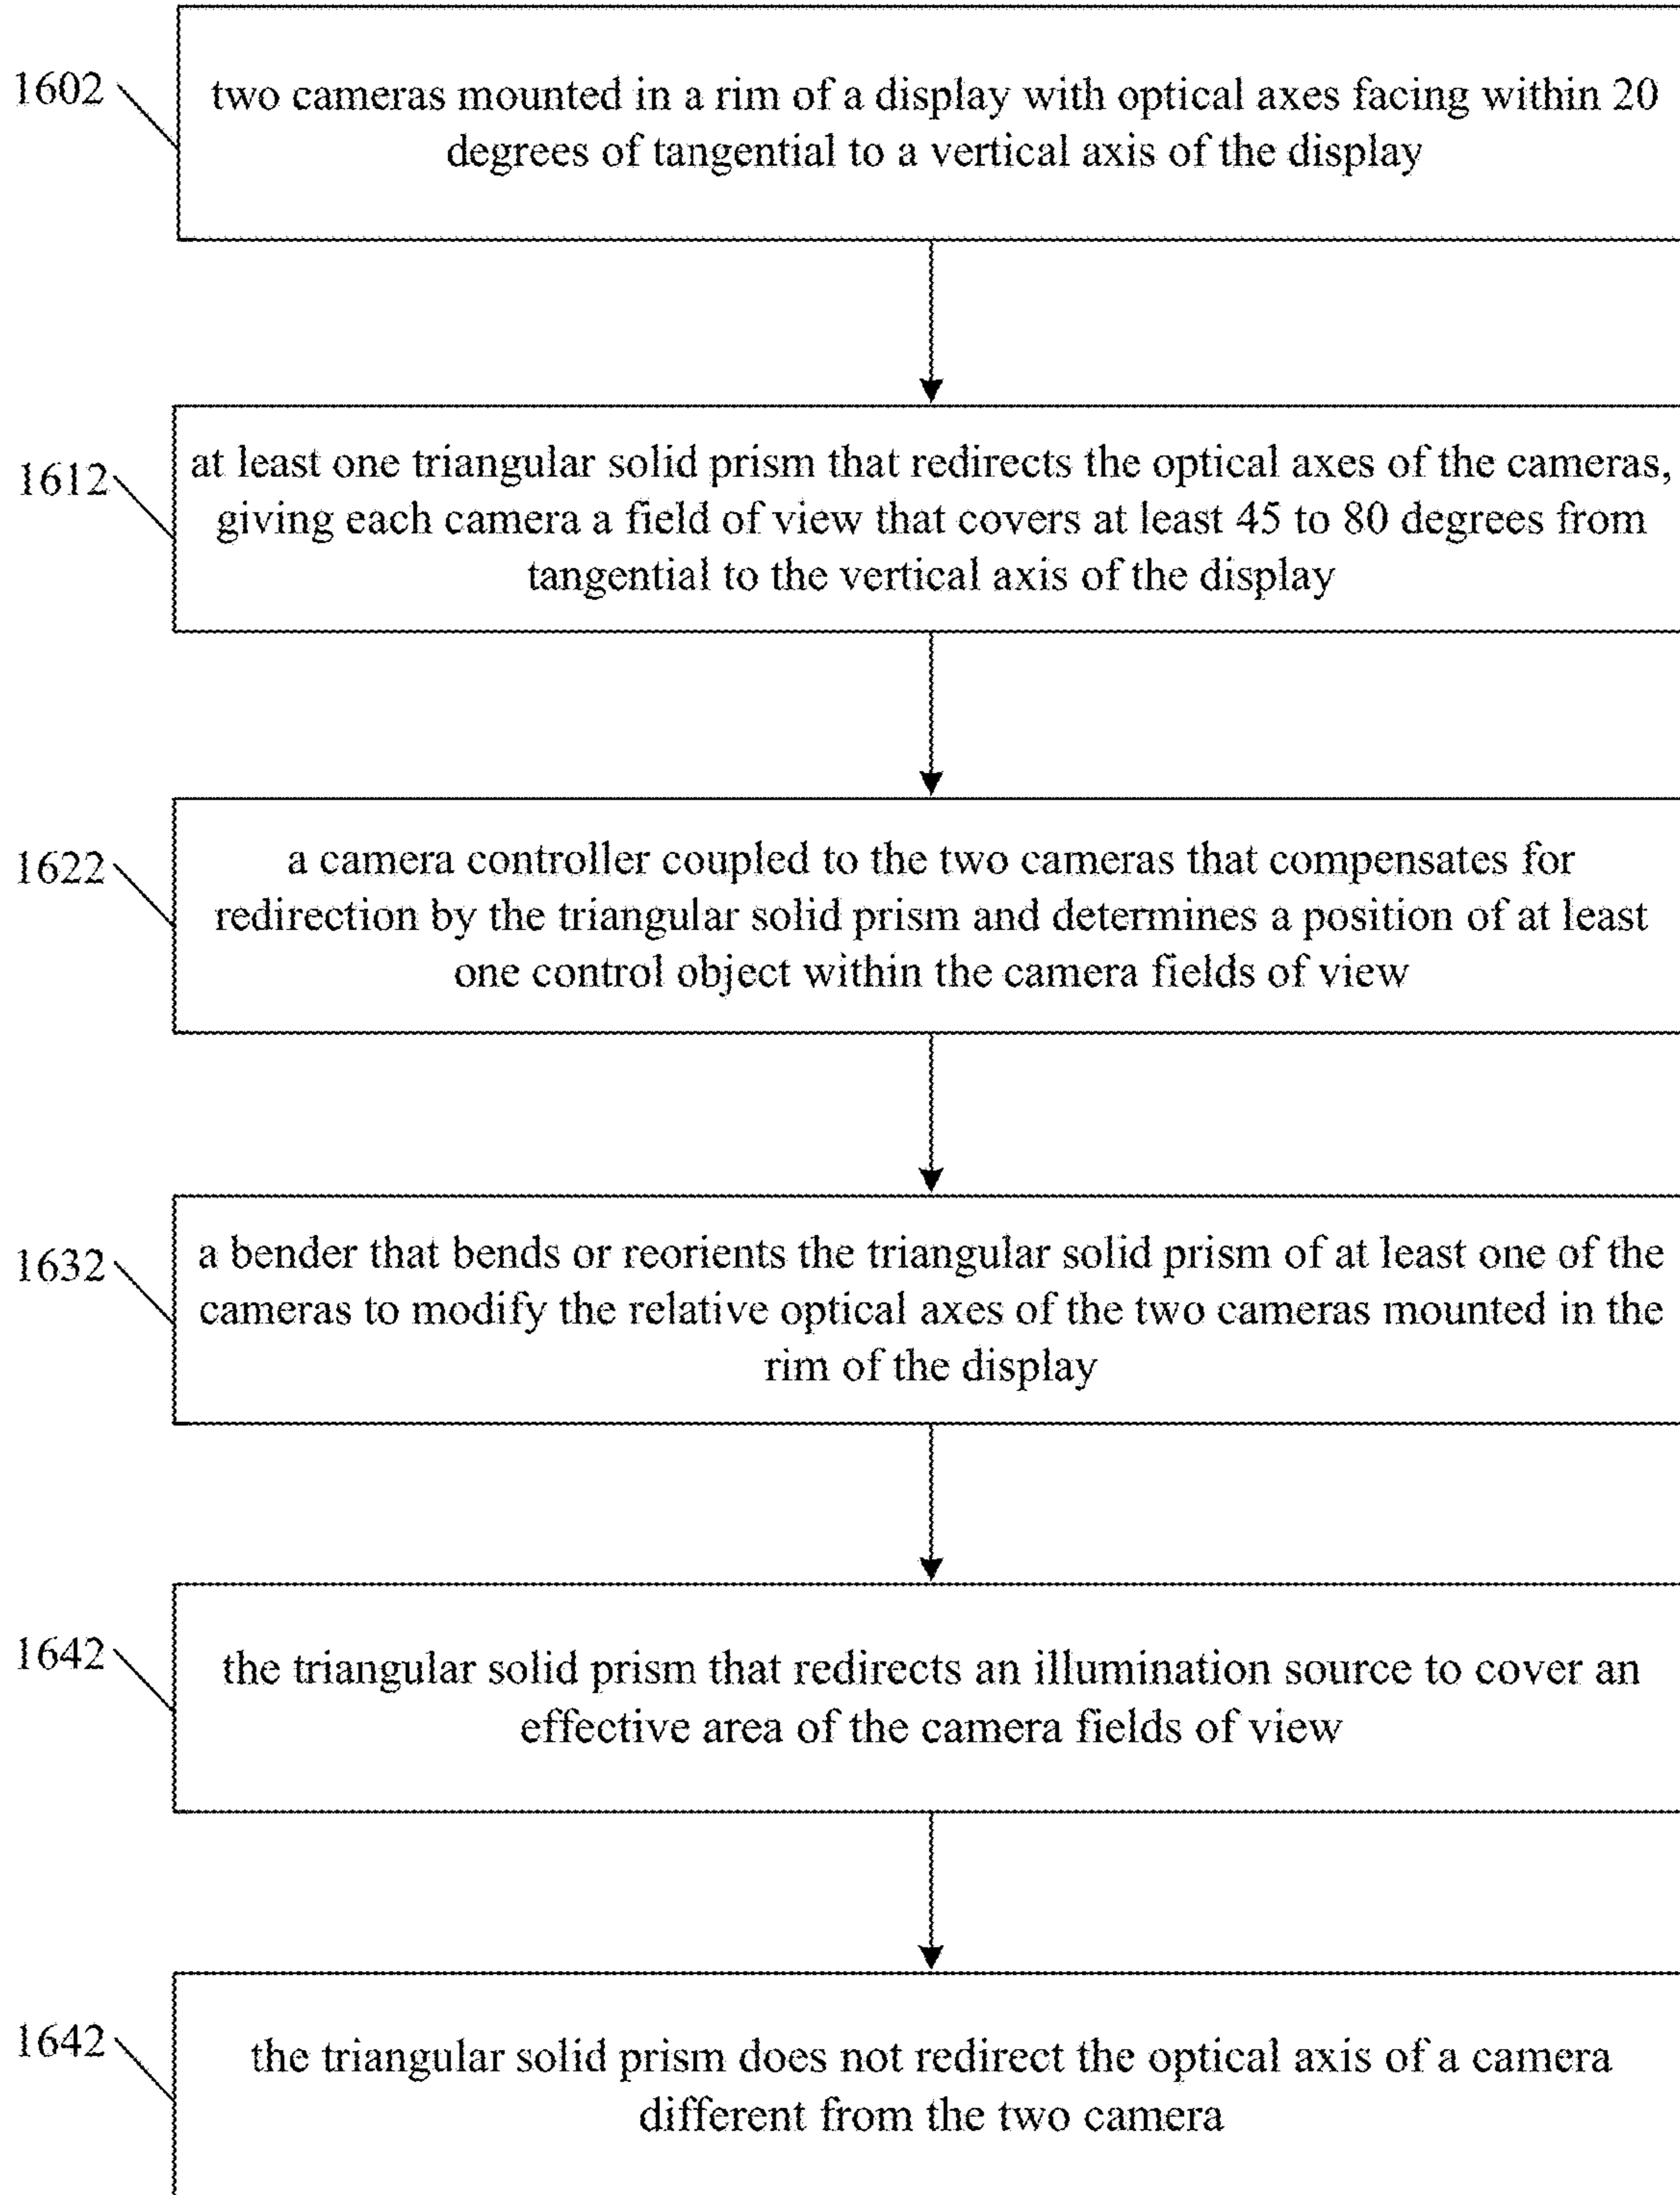 1602
two cameras mounted in a rim of a display with optical axes facing within 20
degrees of tangential to a vertical axis of the display
1612
at least one triangular solid prism that redirects the optical axes of the cameras,
giving each camera a field of view that covers at least 45 to 80 degrees from
tangential to the vertical axis of the display
1622
a camera controller coupled to the two cameras that compensates for
redirection by the triangular solid prism and determines a position of at least
one control object within the camera fields of view
1632
a bender that bends or reorients the triangular solid prism of at least one of the
cameras to modify the relative optical axes of the two cameras mounted in the
rim of the display
1642
the triangular solid prism that redirects an illumination source to cover an
effective area of the camera fields of view
1642
the triangular solid prism does not redirect the optical axis of a camera
different from the two camera